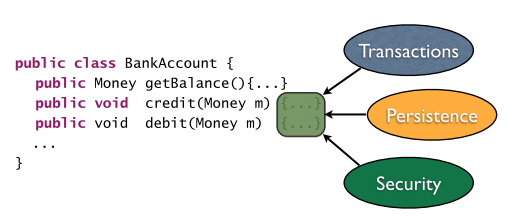 public class BankAccount {
public Money getBalance(){...}
public void credit(Money m) {...}
public void debit(Money m) {...}
...
}
Transactions
Persistence
Security